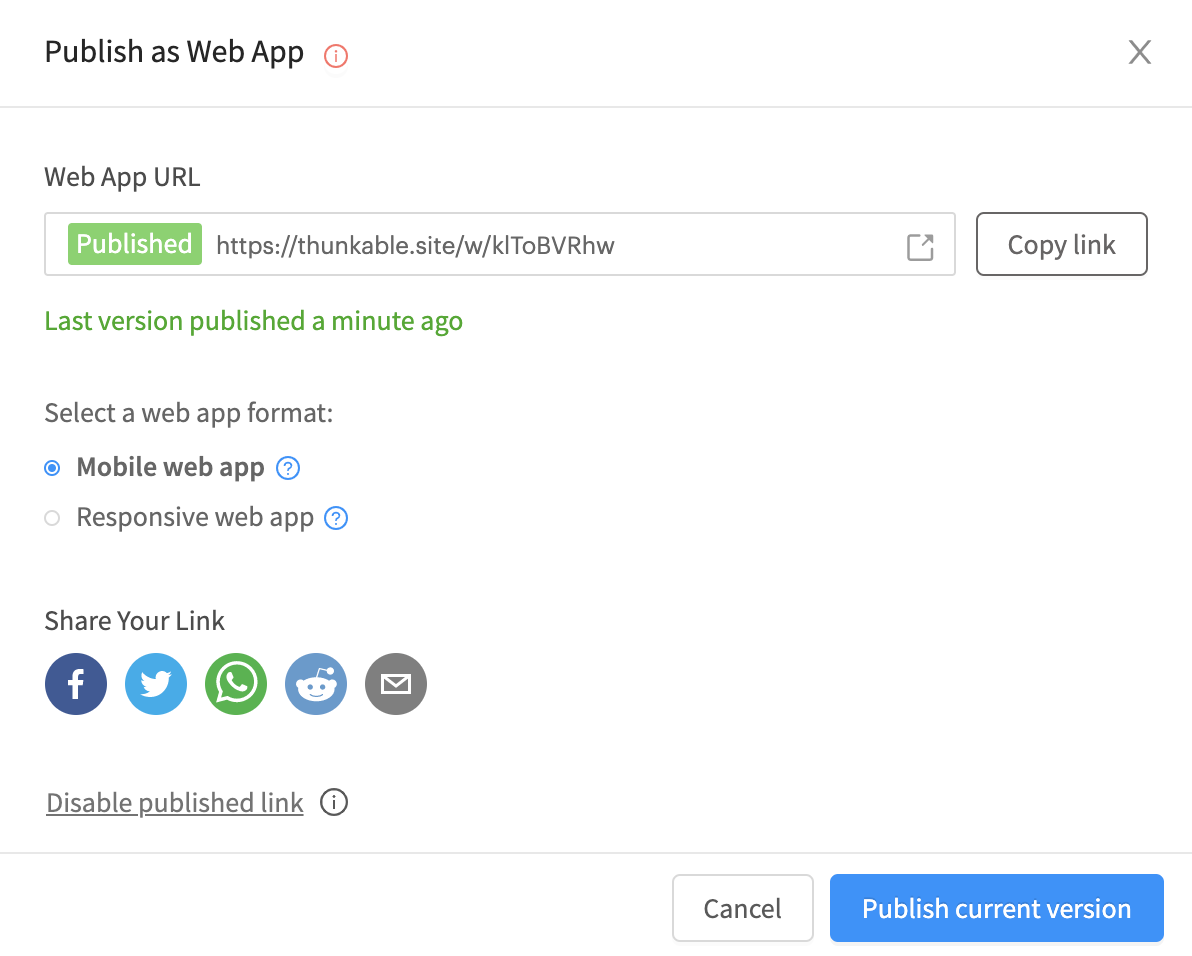 Publish as Web App
Web App URL
Published https://thunkable.site/w/klToBVRhw
Copy link
Last version published a minute ago
Select a web app format:
Mobile web app
Responsive web app
Share Your Link
Disable published link
Cancel
Publish current version